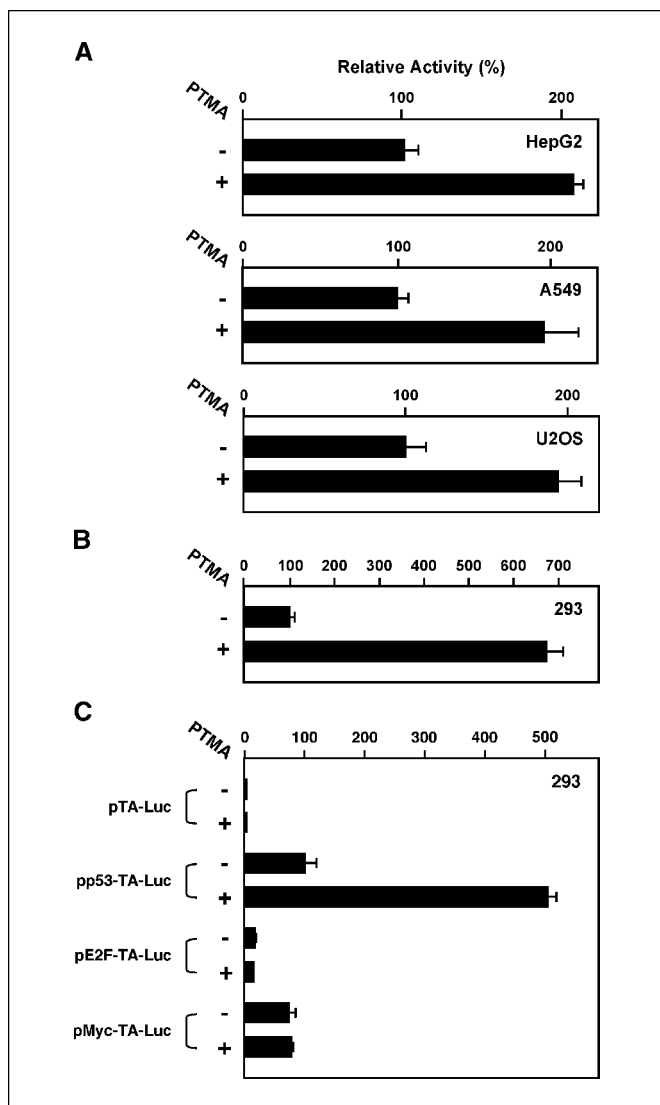 A
Relative Activity (%)
PTMA
0 100 200
HepG2
-
+
PTMA
0 100 200
A549
-
+
PTMA
0 100 200
U2OS
-
+
B
PTMA
0 100 200 300 400 500 600 700
293
-
+
C
PTMA
0 100 200 300 400 500
293
pTA-Luc
-
+
pp53-TA-Luc
-
+
pE2F-TA-Luc
-
+
pMyc-TA-Luc
-
+